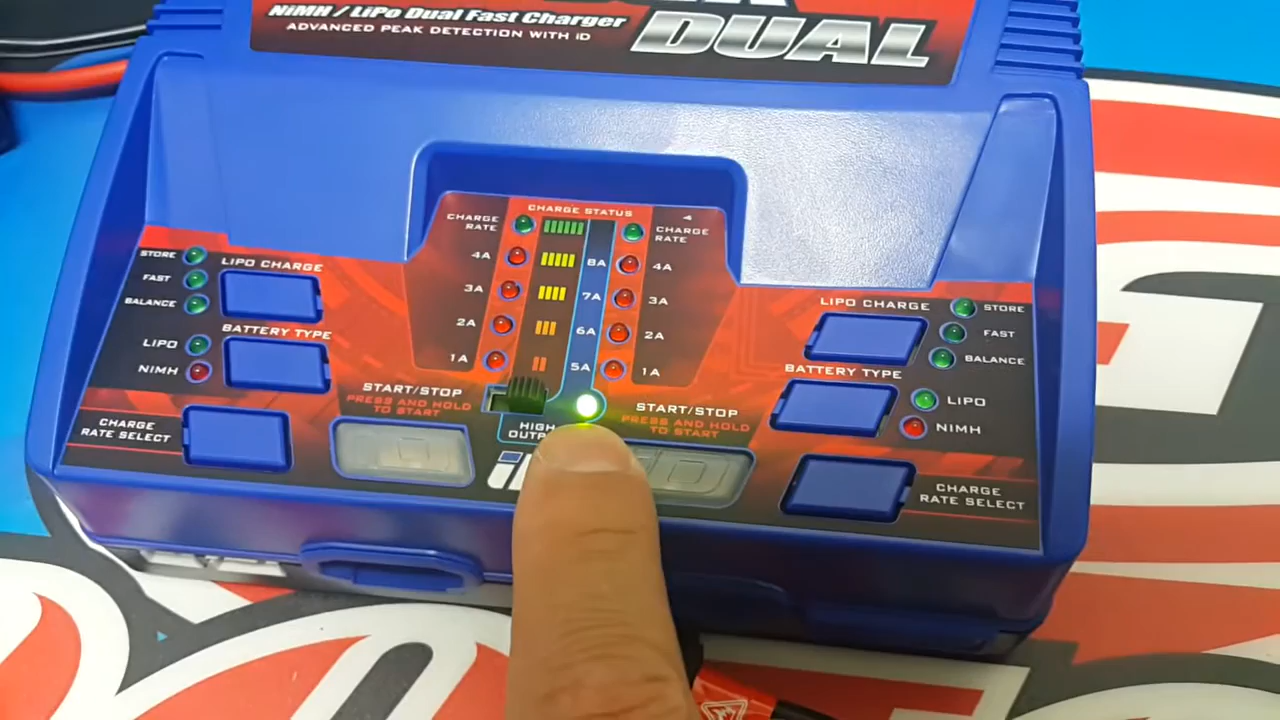 NiMH / LiPo Dual Fast Charger
DUAL
ADVANCED PEAK DETECTION WITH iD
CHARGE STATUS
CHARGE RATE
4A
3A
2A
1A
8A
7A
6A
5A
CHARGE RATE
4A
3A
2A
1A
STORE
FAST
BALANCE
LIPO
NIMH
LIPO CHARGE
BATTERY TYPE
CHARGE
RATE SELECT
START/STOP
PRESS AND HOLD
TO START
HIGH
START/STOP
PRESS AND HOLD
TO START
LIPO CHARGE
BATTERY TYPE
STORE
FAST
BALANCE
LIPO
NIMH
CHARGE
RATE SELECT